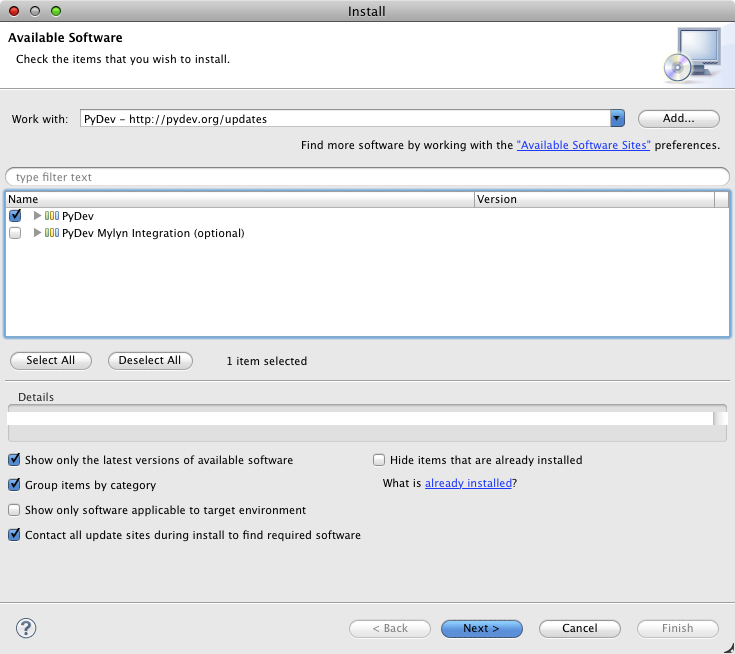 Install
Available Software
Check the items that you wish to install.
Work with: PyDev – http://pydev.org/updates Add...
Find more software by working with the "Available Software Sites" preferences.
type filter text
Name Version
PyDev
PyDev Mylyn Integration (optional)
Select All Deselect All 1 item selected
Details
Show only the latest versions of available software Hide items that are already installed
Group items by category What is already installed?
Show only software applicable to target environment
Contact all update sites during install to find required software
? < Back Next > Cancel Finish